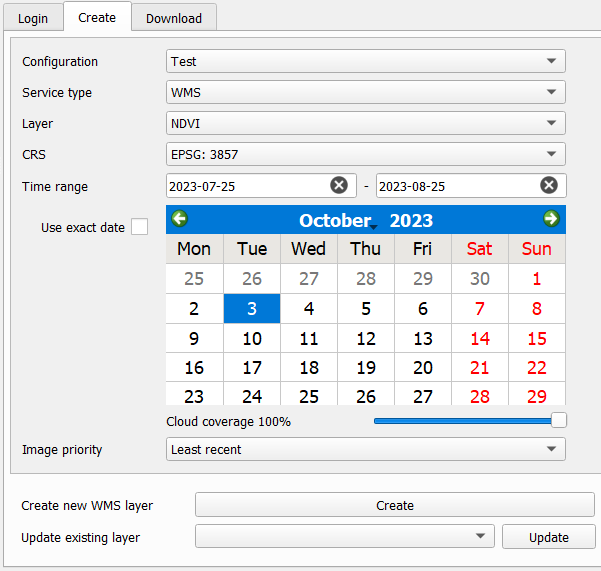 Login Create Download
Configuration Test
Service type WMS
Layer NDVI
CRS EPSG: 3857
Time range 2023-07-25 - 2023-08-25
Use exact date
October 2023
Mon Tue Wed Thu Fri Sat Sun
25 26 27 28 29 30 1
2 3 4 5 6 7 8
9 10 11 12 13 14 15
16 17 18 19 20 21 22
23 24 25 26 27 28 29
Cloud coverage 100%
Image priority Least recent
Create new WMS layer Create
Update existing layer Update